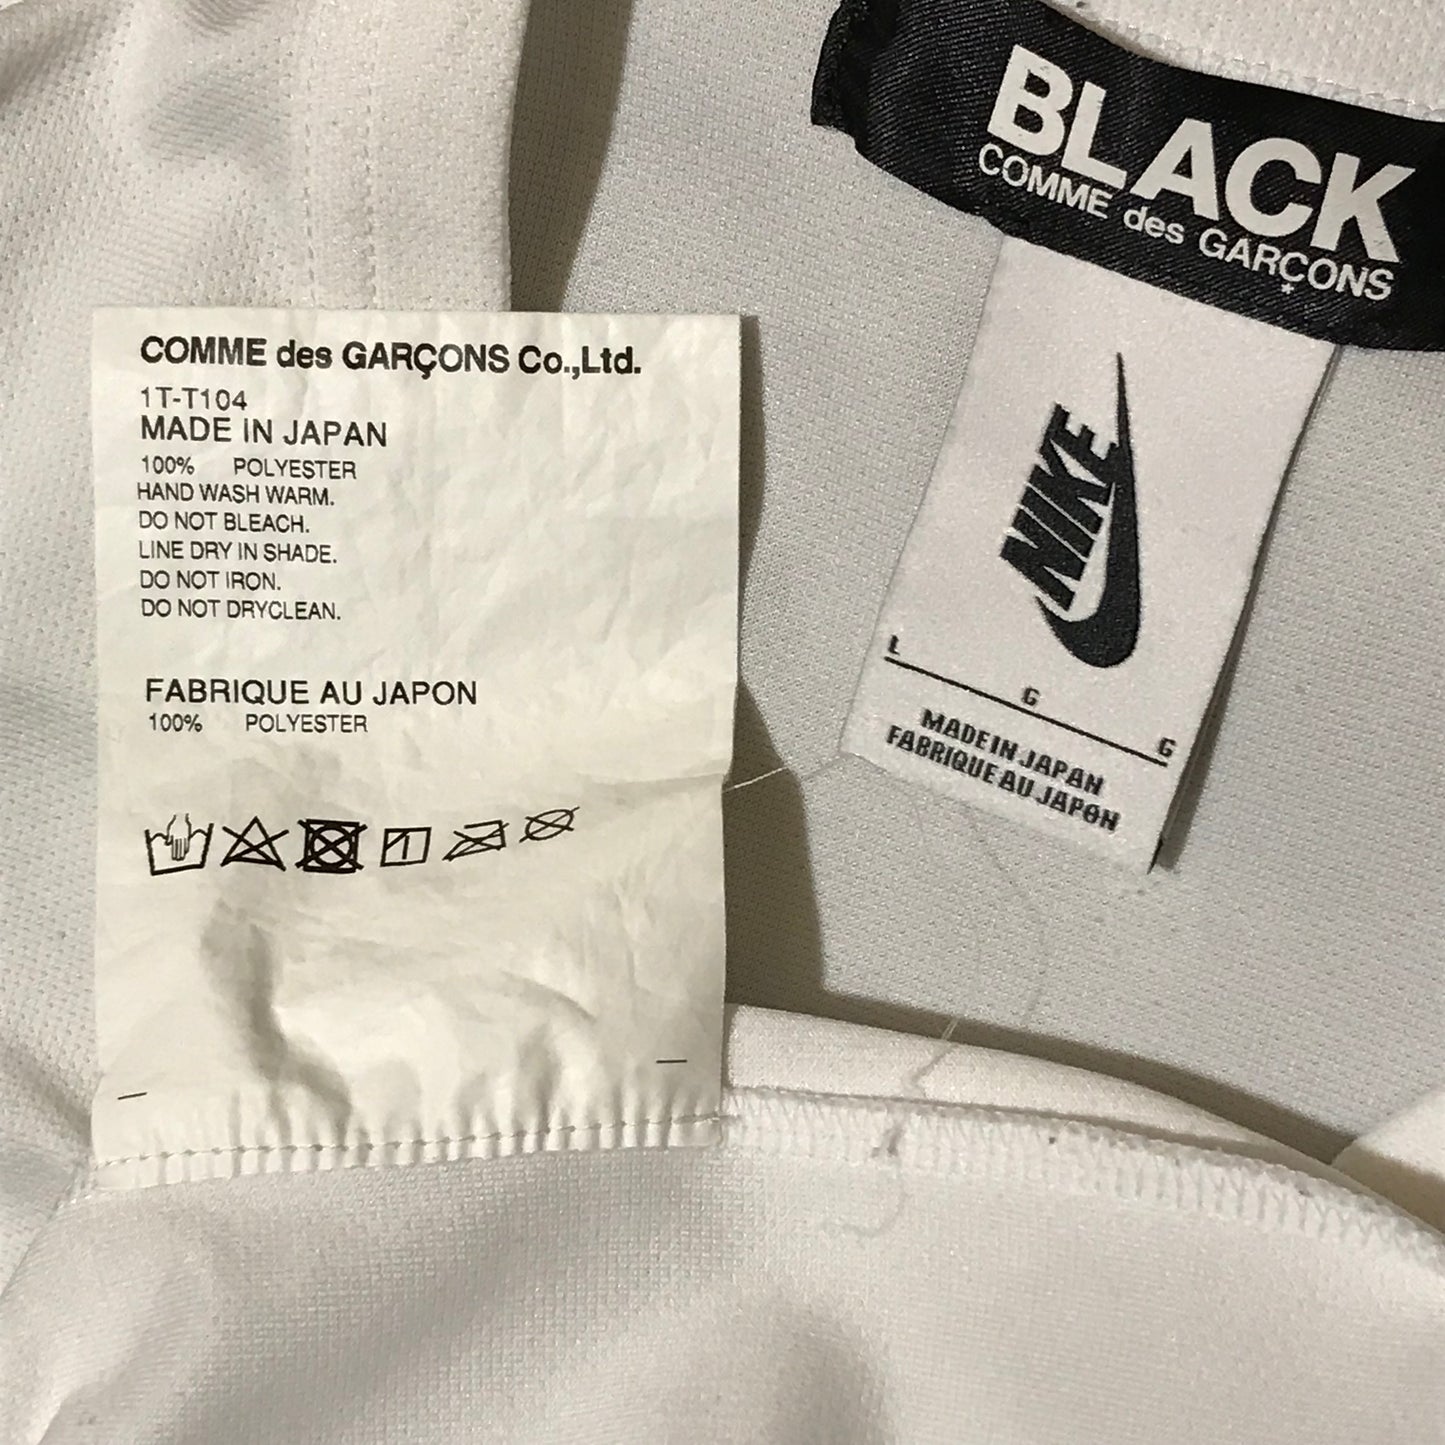 BLACK
COMME des GARÇONS
NIKE
L
G
G
MADE IN JAPAN
FABRIQUE AU JAPON
COMME des GARÇONS Co.,Ltd.
1T-T104
MADE IN JAPAN
100% POLYESTER
HAND WASH WARM.
DO NOT BLEACH.
LINE DRY IN SHADE.
DO NOT IRON.
DO NOT DRYCLEAN.
FABRIQUE AU JAPON
100% POLYESTER